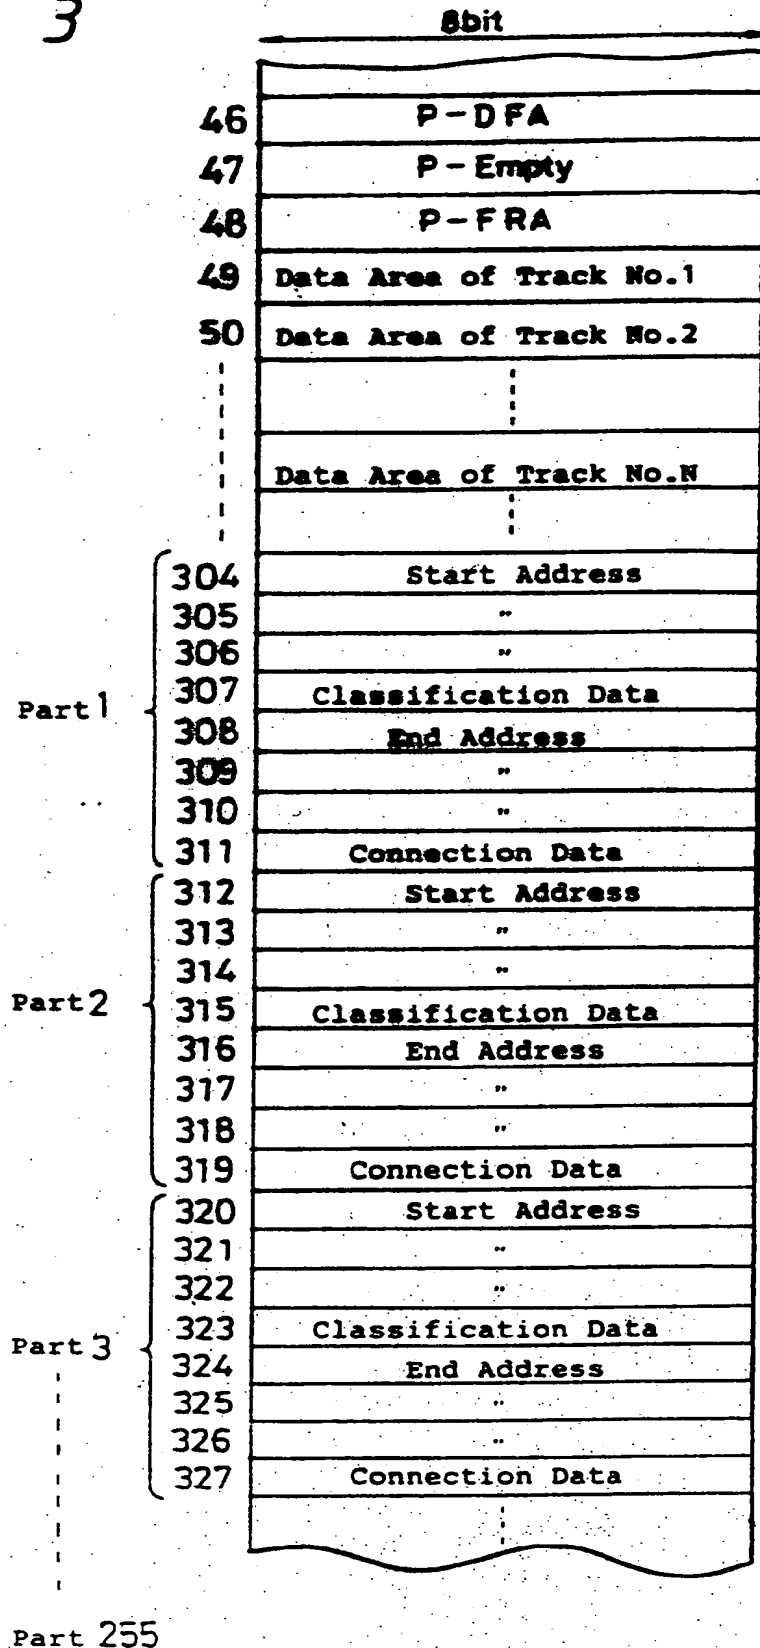 3
8bit
46 P-DFA
47 P-Empty
48 P-FRA
49 Data Area of Track No.1
50 Data Area of Track No.2
Data Area of Track No.N
304 Start Address
305 "
306 "
Part 1 307 Classification Data
308 End Address
309 "
310 "
311 Connection Data
312 Start Address
313 "
314 "
Part 2 315 Classification Data
316 End Address
317 "
318 "
319 Connection Data
320 Start Address
321 "
322 "
Part 3 323 Classification Data
324 End Address
325 "
326 "
327 Connection Data
Part 255